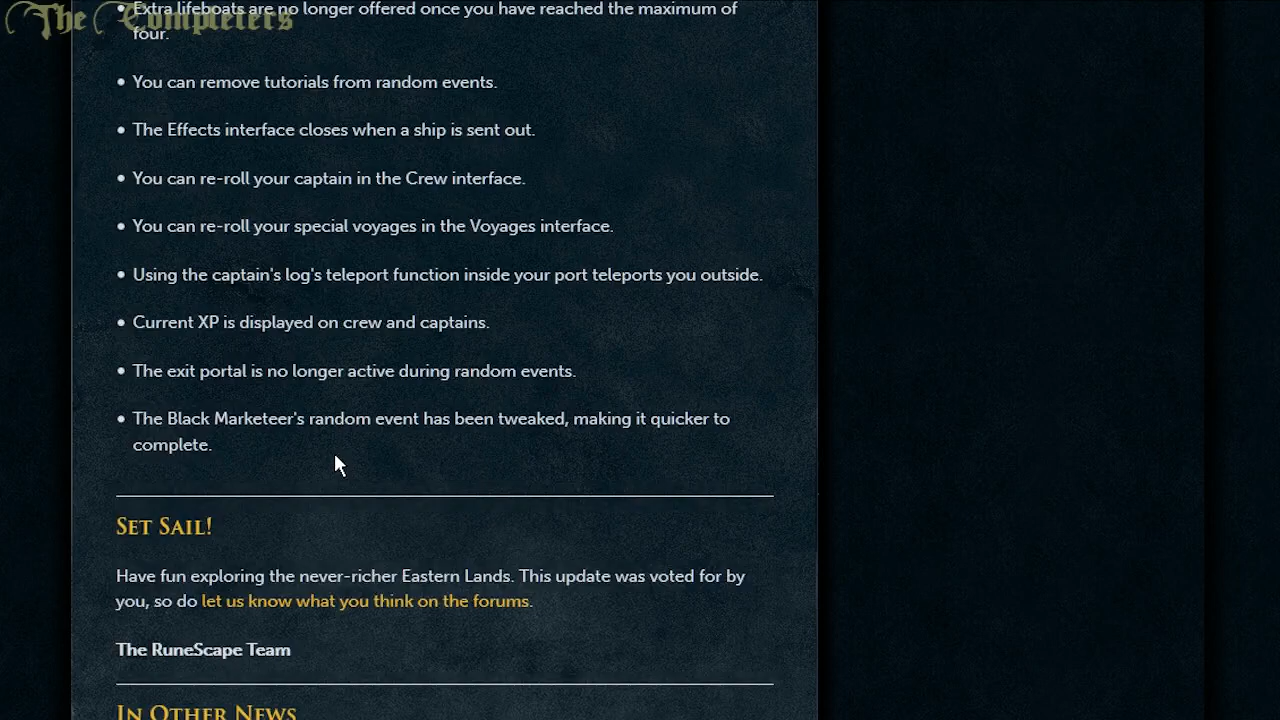 The Completers
• Extra lifeboats are no longer offered once you have reached the maximum of
four.
• You can remove tutorials from random events.
• The Effects interface closes when a ship is sent out.
• You can re-roll your captain in the Crew interface.
• You can re-roll your special voyages in the Voyages interface.
• Using the captain's log's teleport function inside your port teleports you outside.
• Current XP is displayed on crew and captains.
• The exit portal is no longer active during random events.
• The Black Marketeer's random event has been tweaked, making it quicker to
complete.
Set Sail!
Have fun exploring the never-richer Eastern Lands. This update was voted for by
you, so do let us know what you think on the forums.
The RuneScape Team
In Other News